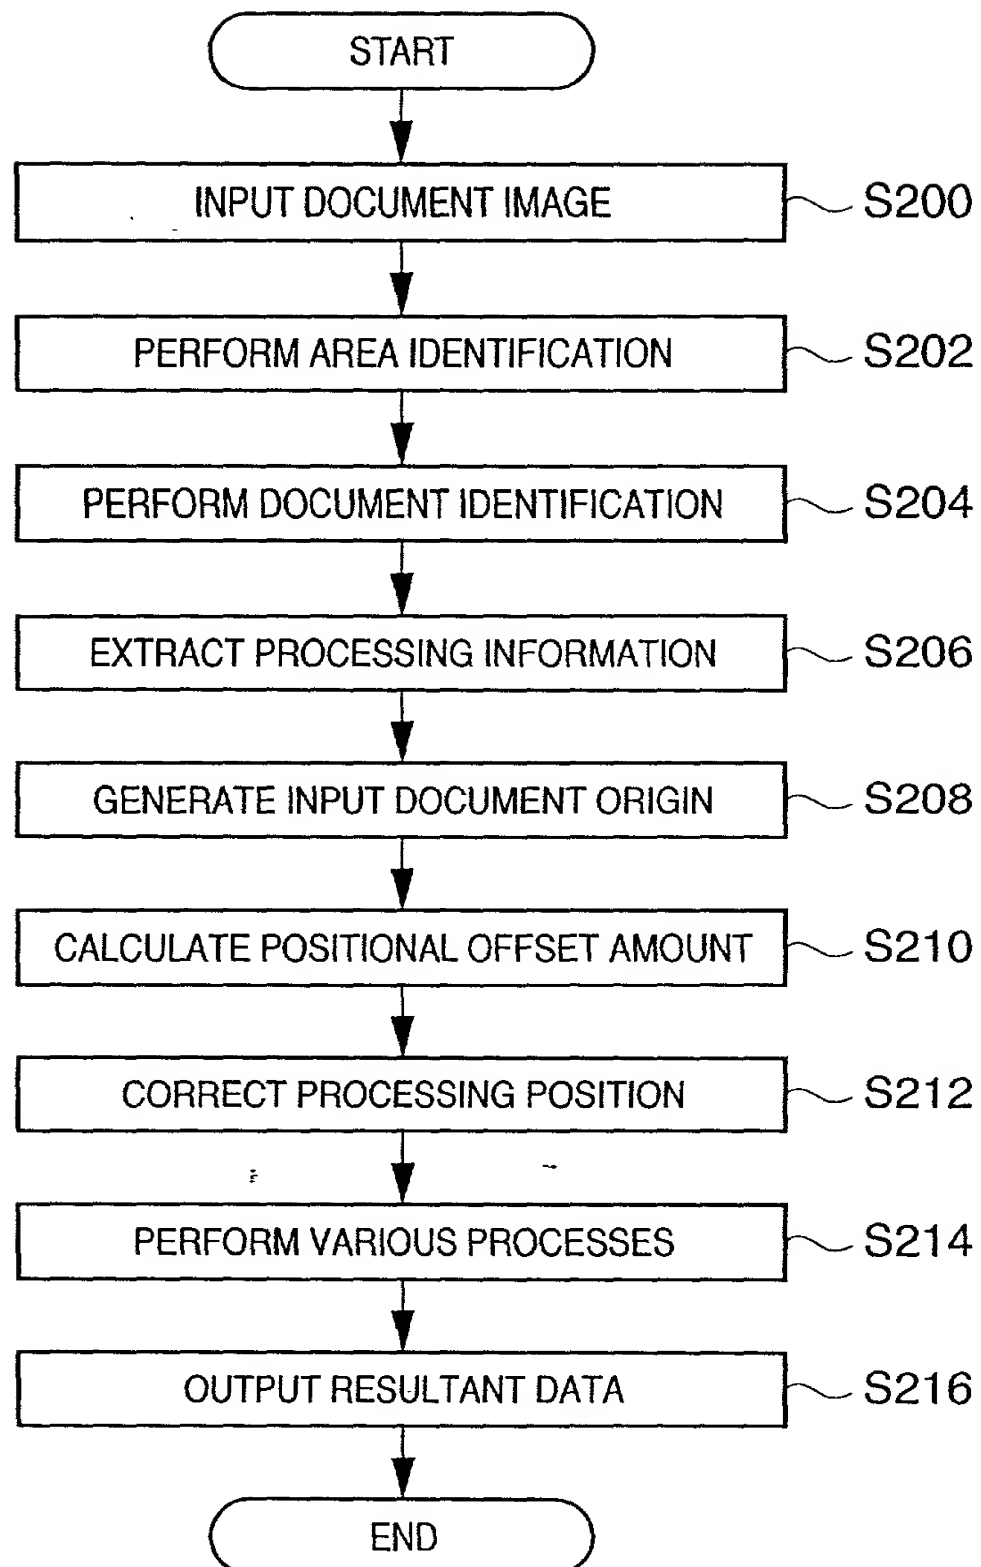 START
INPUT DOCUMENT IMAGE S200
PERFORM AREA IDENTIFICATION S202
PERFORM DOCUMENT IDENTIFICATION S204
EXTRACT PROCESSING INFORMATION S206
GENERATE INPUT DOCUMENT ORIGIN S208
CALCULATE POSITIONAL OFFSET AMOUNT S210
CORRECT PROCESSING POSITION S212
PERFORM VARIOUS PROCESSES S214
OUTPUT RESULTANT DATA S216
END